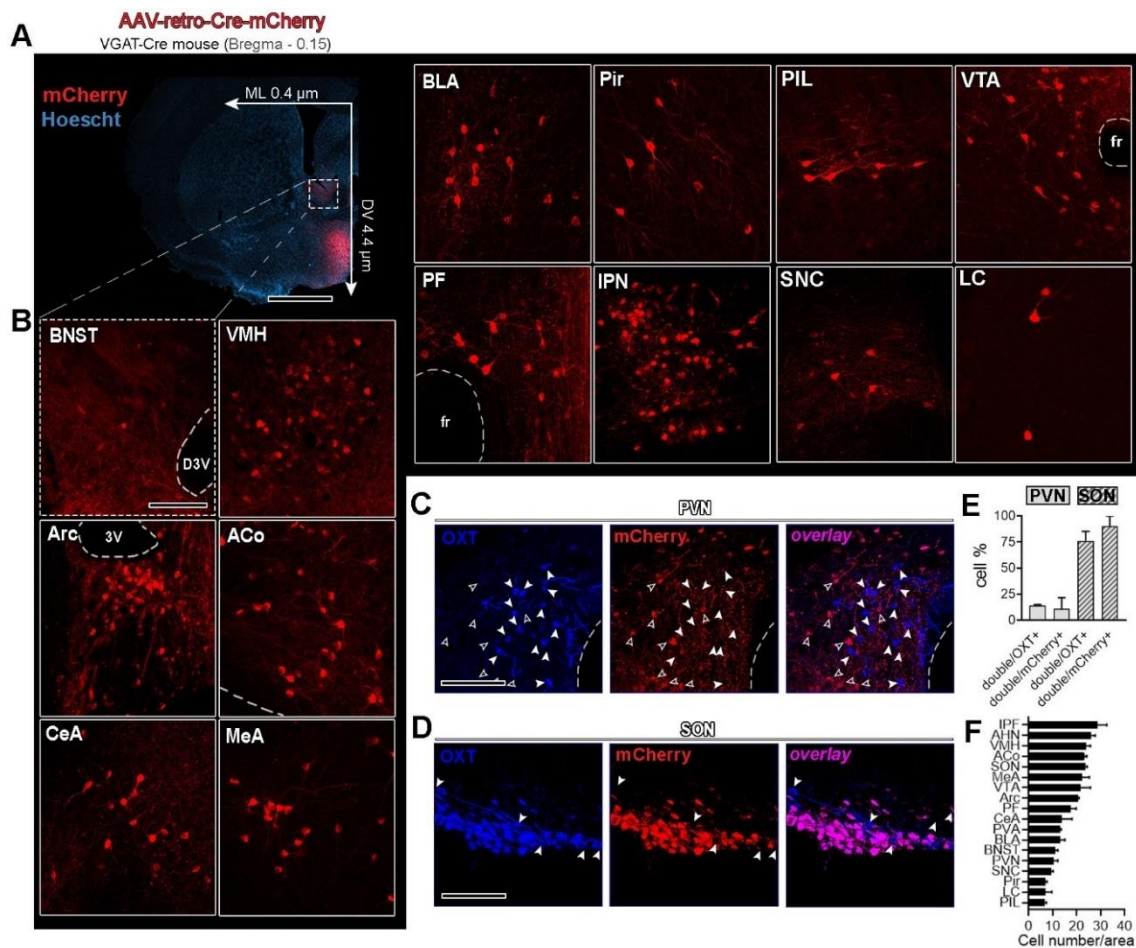 AAV-retro-Cre-mCherry
VGAT-Cre mouse (Bregma - 0.15)
A
mCherry
Hoescht
ML 0.4 µm
DV 4.4 µm
BLA
Pir
PIL
VTA
fr
PF
fr
IPN
SNC
LC
B
BNST
D3V
VMH
Arc
3V
ACo
CeA
MeA
C
PVN
OXT
mCherry
overlay
D
SON
OXT
mCherry
overlay
E
PVN
SON
cell %
100
75
50
25
0
double/OXT+
double/mCherry+
double/OXT+
double/mCherry+
F
IPF
AHN
VMH
ACo
SON
MeA
VTA
Arc
PF
CeA
PVA
BLA
BNST
PVN
SNC
Pir
LC
PIL
0 10 20 30 40
Cell number/area